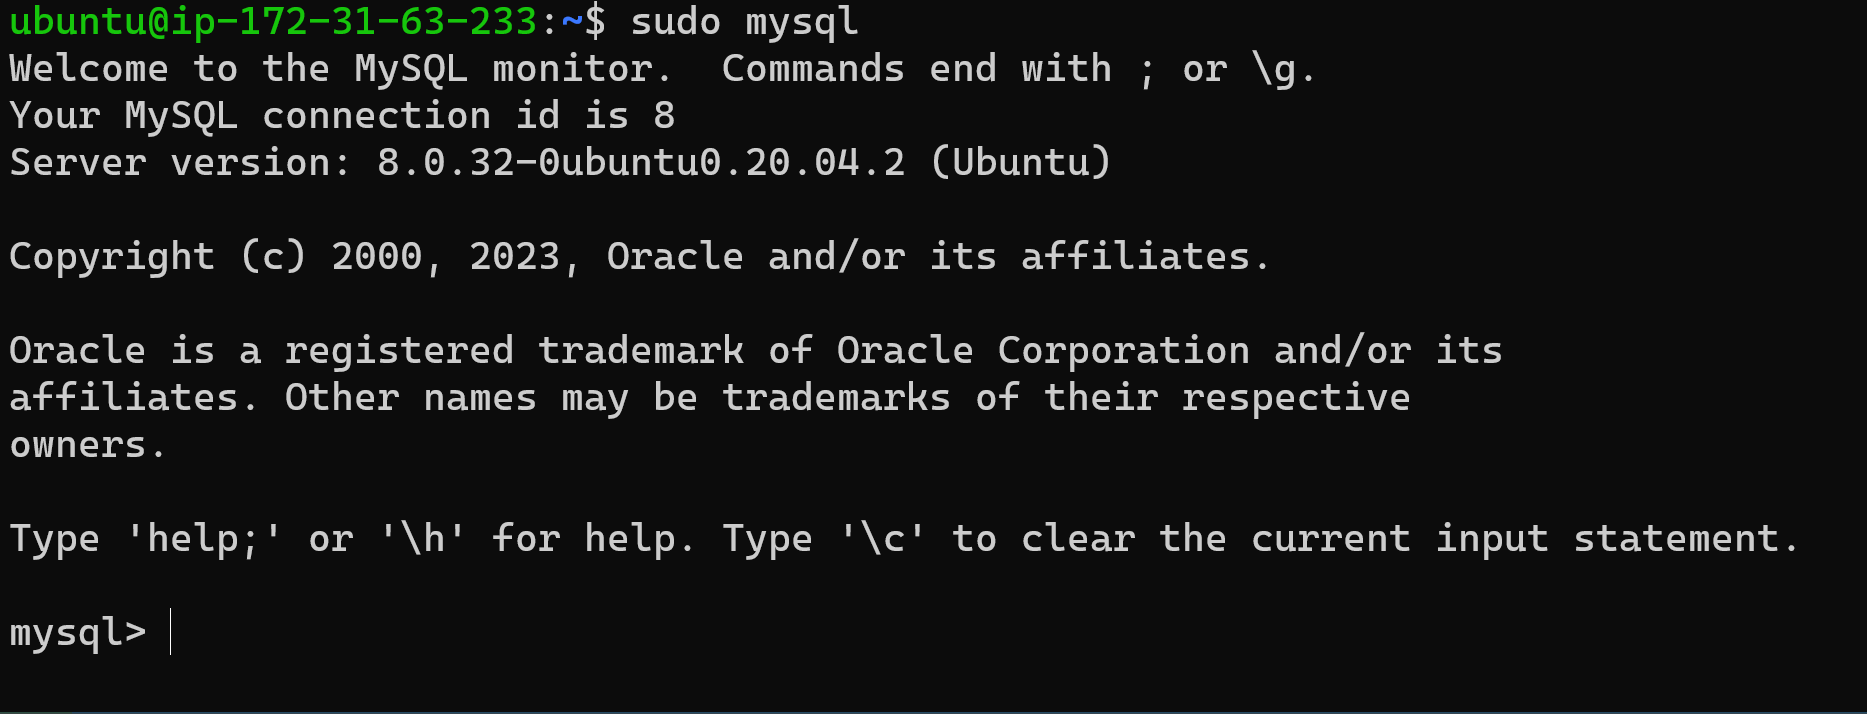 ubuntu@ip-172-31-63-233:~$ sudo mysql
Welcome to the MySQL monitor.  Commands end with ; or \g.
Your MySQL connection id is 8
Server version: 8.0.32-0ubuntu0.20.04.2 (Ubuntu)
Copyright (c) 2000, 2023, Oracle and/or its affiliates.
Oracle is a registered trademark of Oracle Corporation and/or its
affiliates. Other names may be trademarks of their respective
owners.
Type 'help;' or '\h' for help. Type '\c' to clear the current input statement.
mysql>